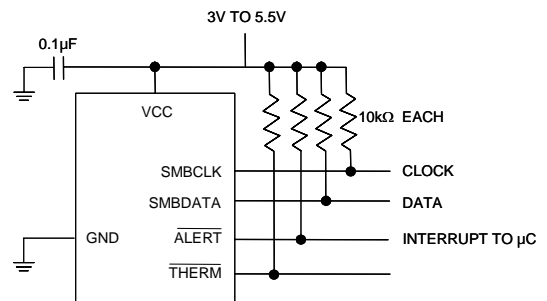 3V TO 5.5V
0.1µF
VCC
10kΩ EACH
SMBCLK
CLOCK
SMBDATA
DATA
GND
ALERT
INTERRUPT TO µC
THERM